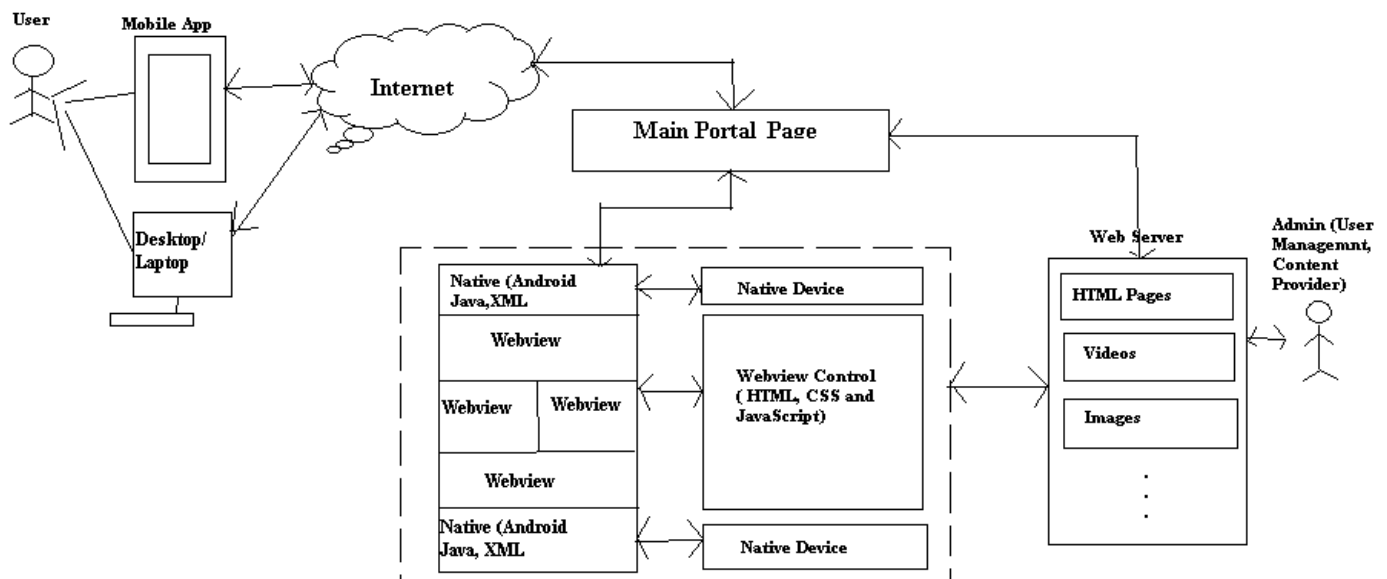 User
Mobile App
Internet
Main Portal Page
Desktop/
Laptop
Web Server
Admin (User
Managemnt,
Content
Provider)
Native (Android
Java,XML
Native Device
HTML Pages
Webview
Videos
Webview Control
( HTML, CSS and
JavaScript)
Webview
Webview
Images
Webview
Native (Android
Java, XML
Native Device